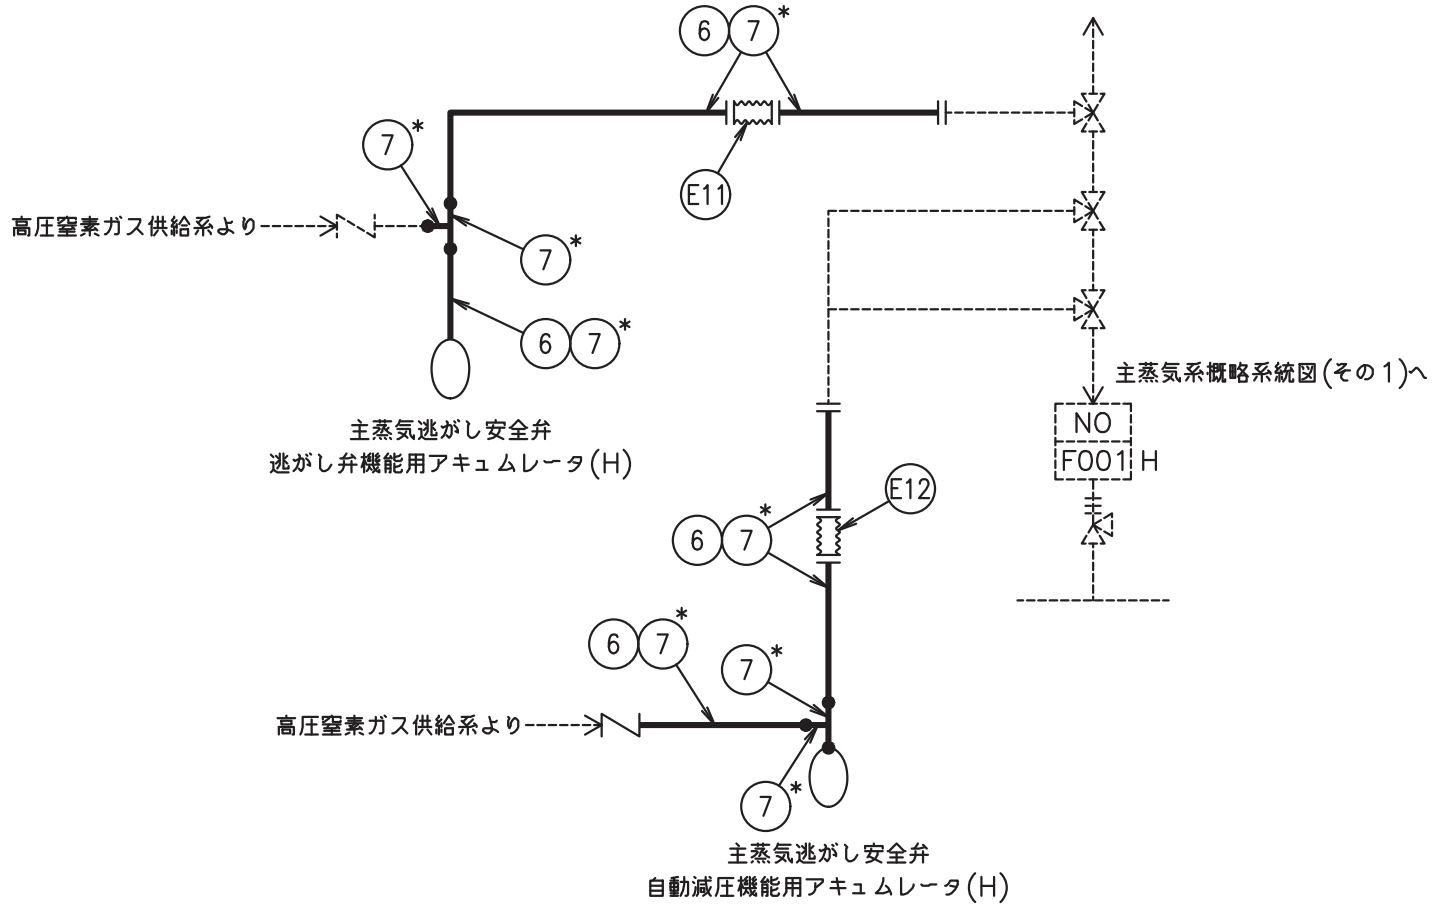 6 7*
7*
E11
高圧窒素ガス供給系より
7*
6 7*
主蒸気系概略系統図(その1)へ
NO
F001 H
主蒸気逃がし安全弁
逃がし弁機能用アキュムレータ(H)
E12
6 7*
6 7*
7*
高圧窒素ガス供給系より
7*
主蒸気逃がし安全弁
自動減圧機能用アキュムレータ(H)